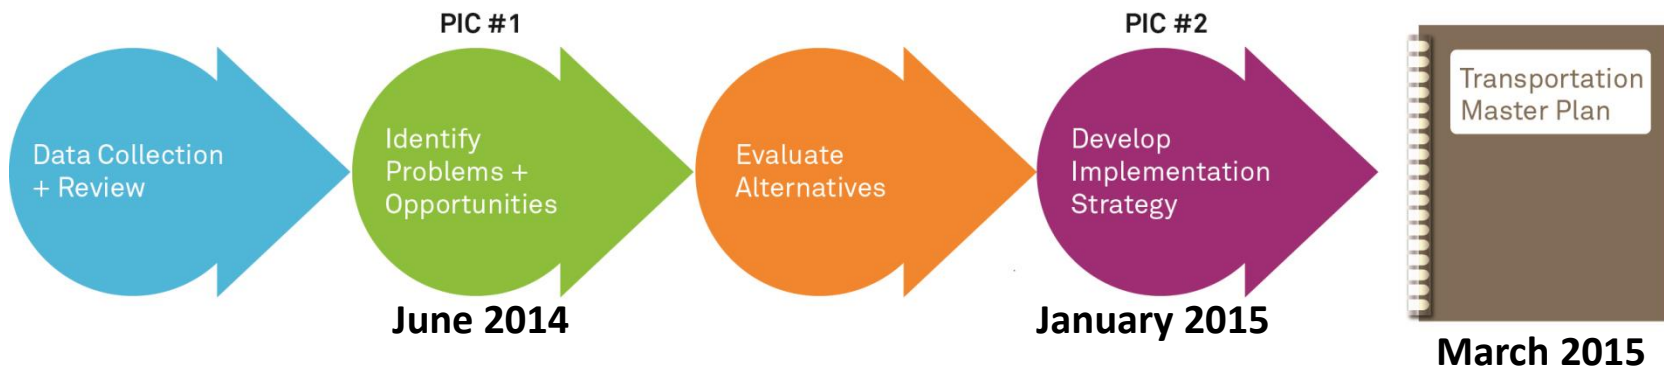 PIC #1
PIC #2
Data Collection
+ Review
Identify
Problems +
Opportunities
Evaluate
Alternatives
Develop
Implementation
Strategy
Transportation
Master Plan
June 2014
January 2015
March 2015